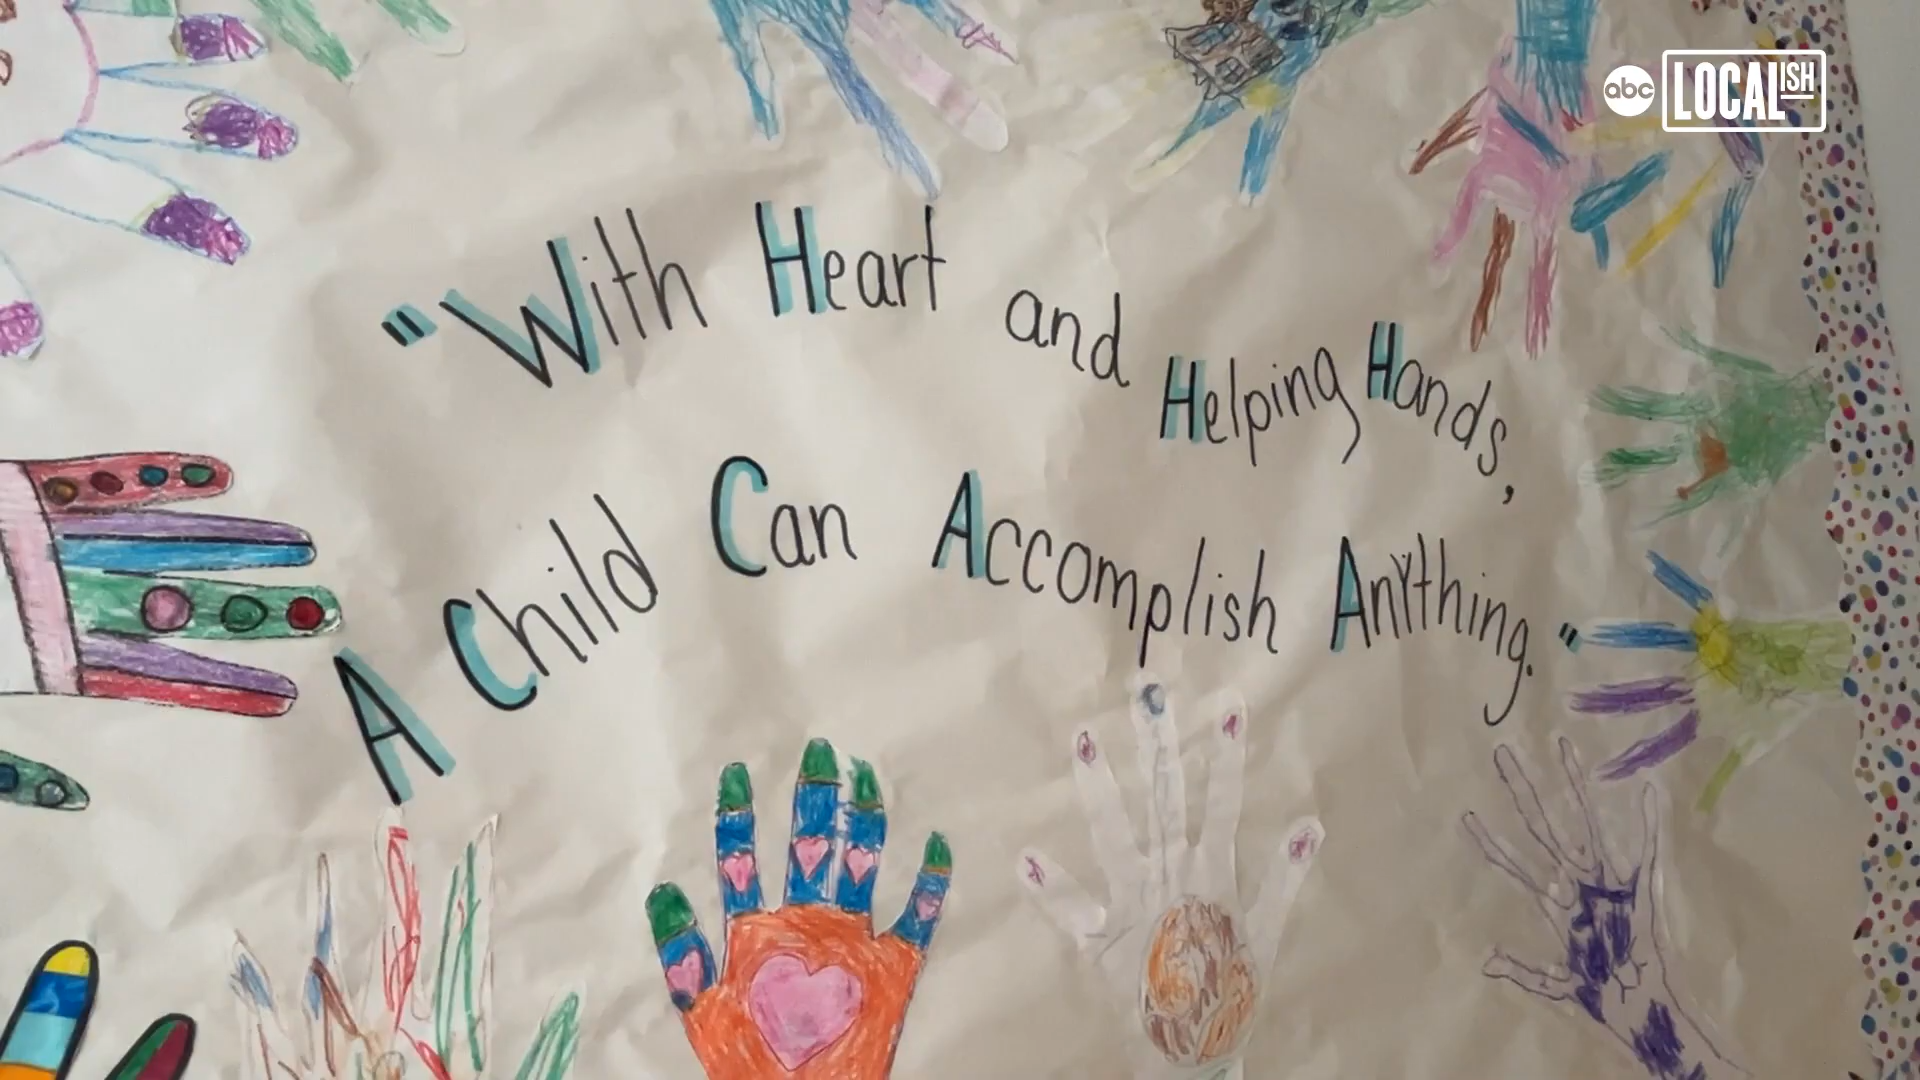 abc LOCALISH
"With Heart and Helping Hands,
A Child Can Accomplish Anything."